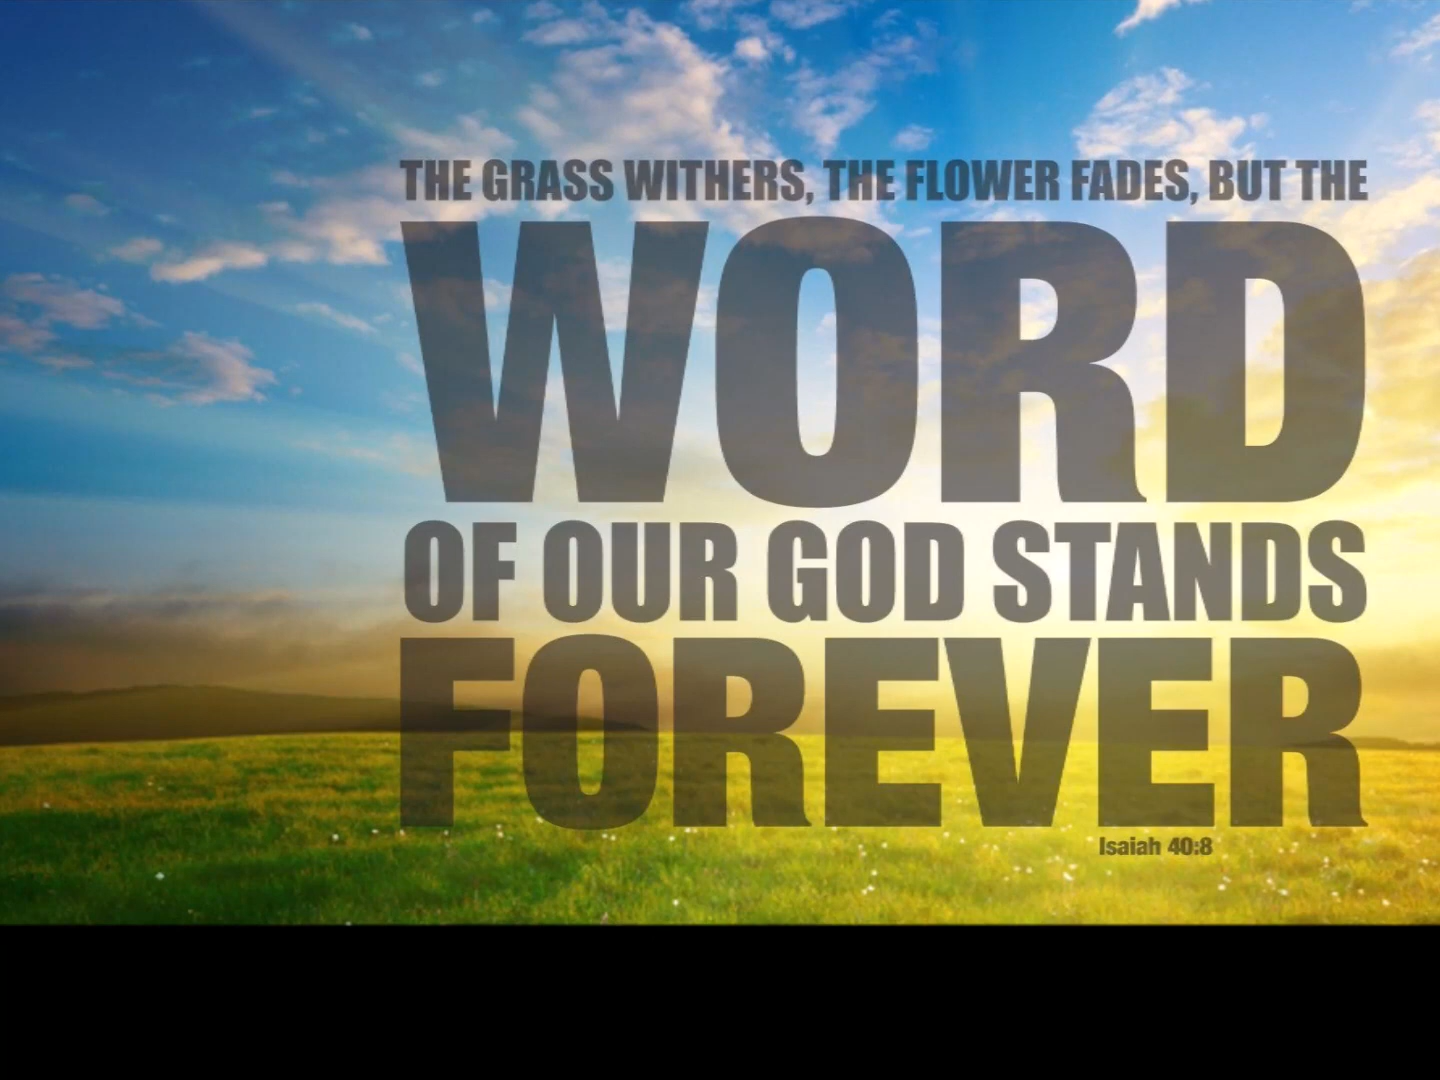 THE GRASS WITHERS, THE FLOWER FADES, BUT THE
WORD
OF OUR GOD STANDS
FOREVER
Isaiah 40:8